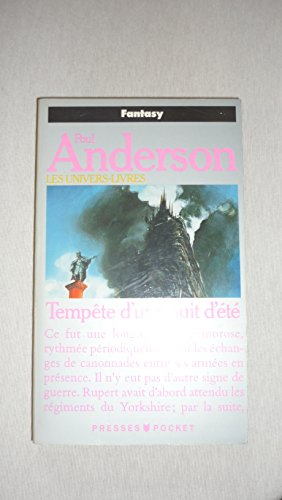 Fantasy
Poul
Anderson
LES UNIVERS-LIVRES
Tempête d'une nuit d'été
Ce fut une morose,
rythmée les échan-
ges de canonnades armées en
présence. Il n'y eut pas d'autre signe de
guerre. Rupert avait d'abord attendu les
régiments du Yorkshire; par la suite,
PRESSES POCKET